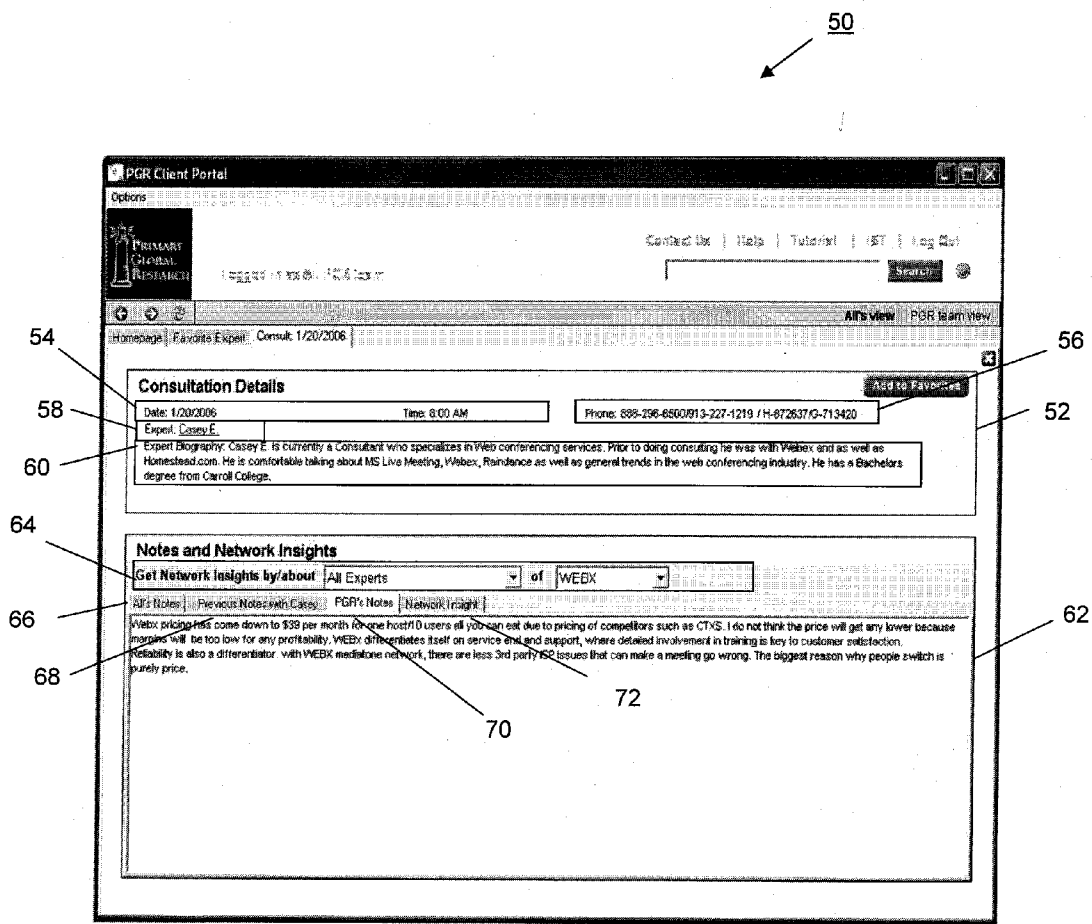 50
PGR Client Portal
Options
PRIMARY
GLOBAL
RESEARCH
Contact Us | Help | Tutorial | | Log Out
Logged in as
Search
Ali's view PGR team view
Homepage Favorite Expert Consult: 1/20/2006
54
56
Consultation Details
Add to Favorites
Date: 1/20/2006 Time: 8:00 AM Phone: 888-296-6500/913-227-1219 / H-872637/G-713420
58
52
Expert: Casey E.
60
Expert Biography: Casey E. is currently a Consultant who specializes in Web conferencing services. Prior to doing consulting he was with Webex and as well as
Homestead.com. He is comfortable talking about MS Live Meeting, Webex, Raindance as well as general trends in the web conferencing industry. He has a Bachelors
degree from Carroll College.
64
Notes and Network Insights
Get Network Insights by/about All Experts of WEBX
66
Ali's Notes Previous Notes with Casey PGR's Notes Network Insight
62
Webx pricing has come down to $39 per month for one host/10 users all you can eat due to pricing of competitors such as CTXS. I do not think the price will get any lower because
margins will be too low for any profitability. WEBx differentiates itself on service end and support, where detailed involvement in training is key to customer satisfaction.
Reliability is also a differentiator. with WEBX mediatone network, there are less 3rd party ISP issues that can make a meeting go wrong. The biggest reason why people switch is
purely price.
68
70
72